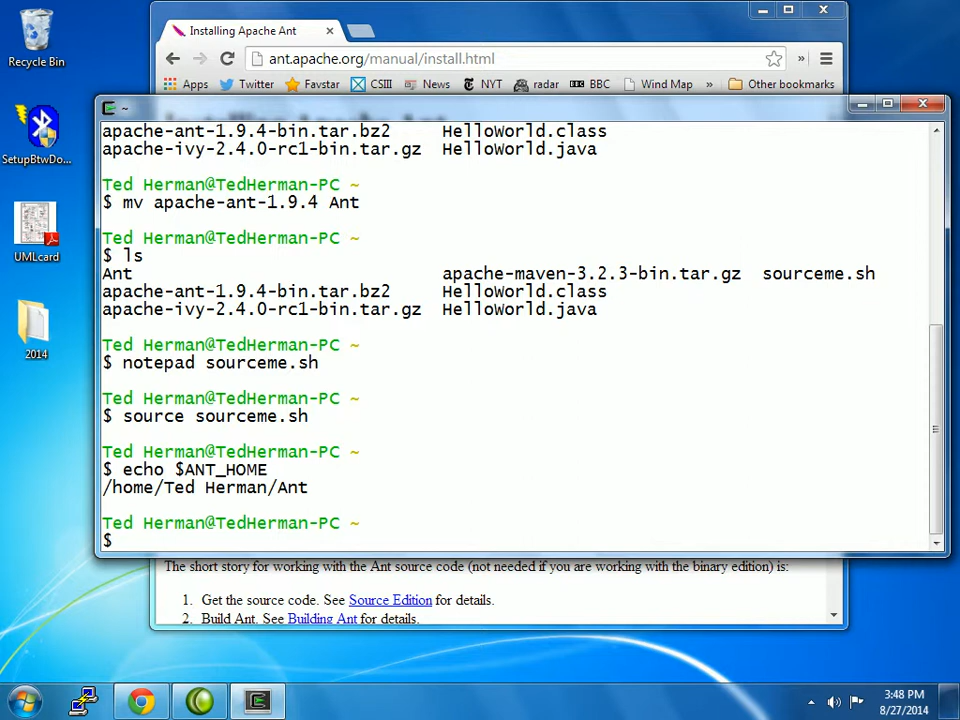 Recycle Bin
SetupBtwDo...
UMLcard
2014
Installing Apache Ant
ant.apache.org/manual/install.html
Apps Twitter Favstar CSIII News NYT radar BBC Wind Map » Other bookmarks
~
apache-ant-1.9.4-bin.tar.bz2 HelloWorld.class
apache-ivy-2.4.0-rc1-bin.tar.gz HelloWorld.java
Ted Herman@TedHerman-PC ~
$ mv apache-ant-1.9.4 Ant
Ted Herman@TedHerman-PC ~
$ ls
Ant apache-maven-3.2.3-bin.tar.gz sourceme.sh
apache-ant-1.9.4-bin.tar.bz2 HelloWorld.class
apache-ivy-2.4.0-rc1-bin.tar.gz HelloWorld.java
Ted Herman@TedHerman-PC ~
$ notepad sourceme.sh
Ted Herman@TedHerman-PC ~
$ source sourceme.sh
Ted Herman@TedHerman-PC ~
$ echo $ANT_HOME
/home/Ted Herman/Ant
Ted Herman@TedHerman-PC ~
$
The short story for working with the Ant source code (not needed if you are working with the binary edition) is:
1. Get the source code. See Source Edition for details.
2. Build Ant. See Building Ant for details.
3:48 PM
8/27/2014